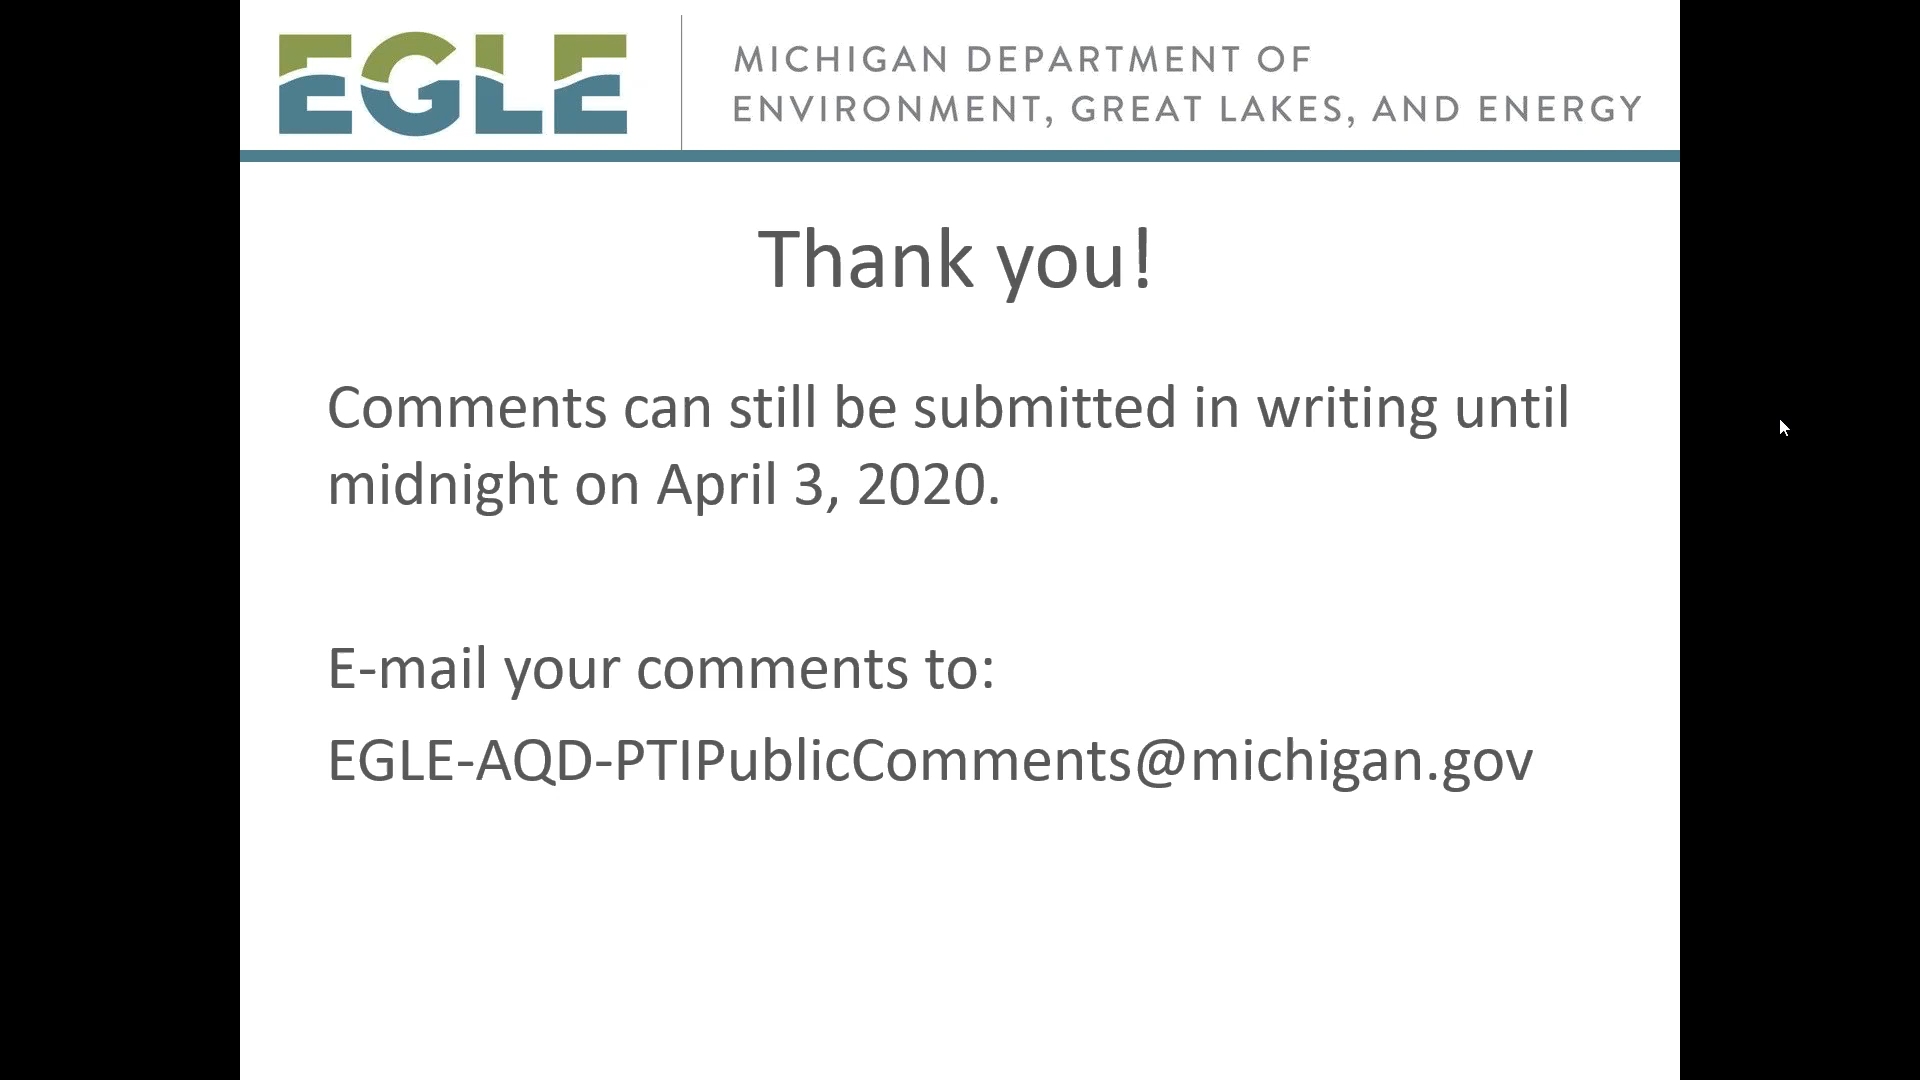 EGLE
MICHIGAN DEPARTMENT OF
ENVIRONMENT, GREAT LAKES, AND ENERGY
Thank you!
Comments can still be submitted in writing until
midnight on April 3, 2020.
E-mail your comments to:
EGLE-AQD-PTIPublicComments@michigan.gov